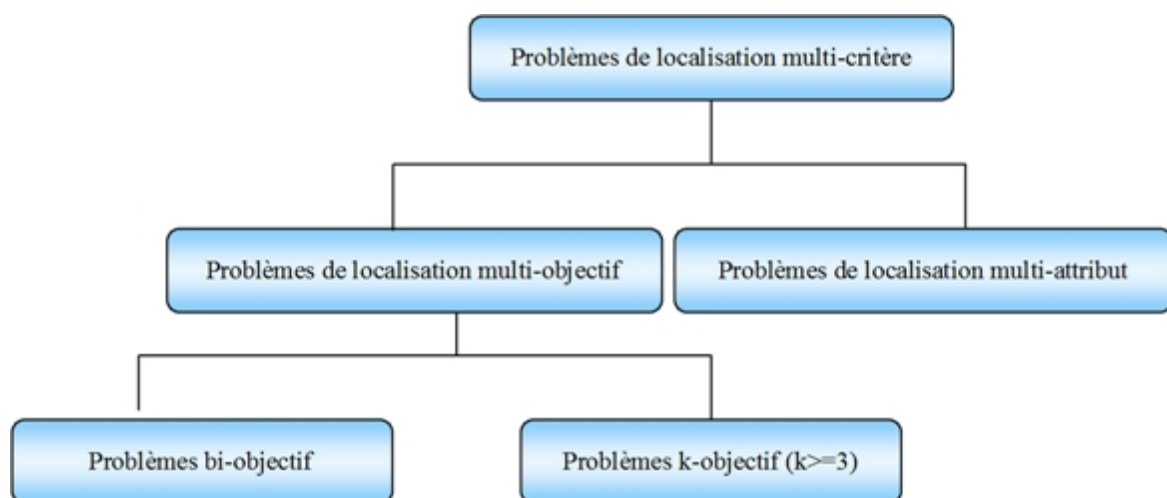 Problèmes de localisation multi-critère
Problèmes de localisation multi-objectif
Problèmes de localisation multi-attribut
Problèmes bi-objectif
Problèmes k-objectif (k>=3)